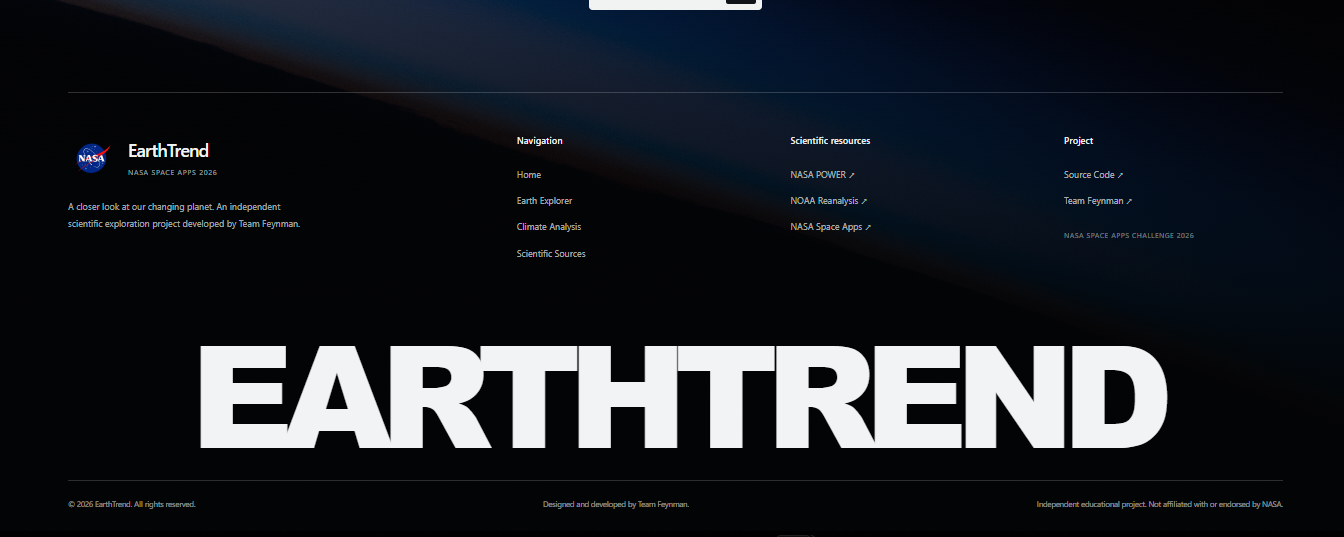 NASA
EarthTrend
NASA SPACE APPS 2026
A closer look at our changing planet. An independent
scientific exploration project developed by Team Feynman.
Navigation
Home
Earth Explorer
Climate Analysis
Scientific Sources
Scientific resources
NASA POWER ↗
NOAA Reanalysis ↗
NASA Space Apps ↗
Project
Source Code ↗
Team Feynman ↗
NASA SPACE APPS CHALLENGE 2026
EARTHTREND
© 2026 EarthTrend. All rights reserved.
Designed and developed by Team Feynman.
Independent educational project. Not affiliated with or endorsed by NASA.